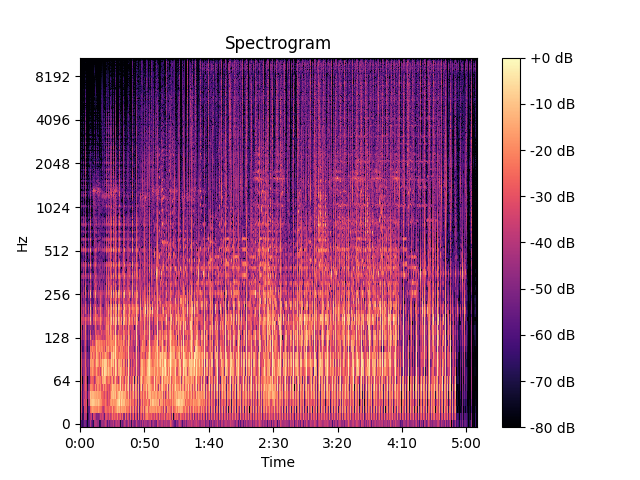 Spectrogram
Hz
8192
4096
2048
1024
512
256
128
64
0
0:00 0:50 1:40 2:30 3:20 4:10 5:00
Time
+0 dB
-10 dB
-20 dB
-30 dB
-40 dB
-50 dB
-60 dB
-70 dB
-80 dB